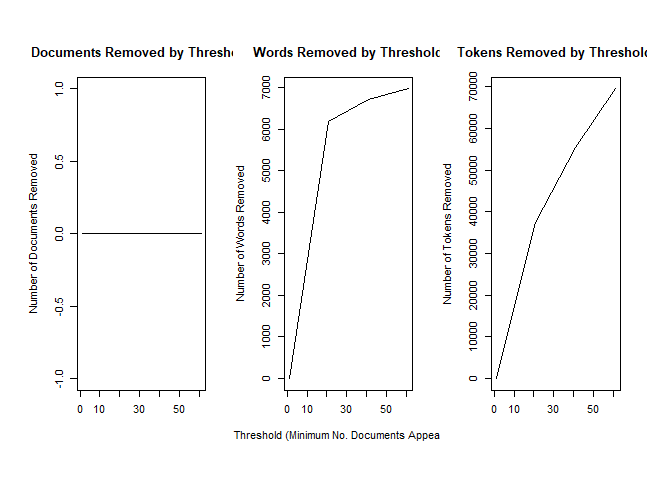 Documents Removed by Thresho
Number of Documents Removed
1.0
0.5
0.0
-0.5
-1.0
0 10 30 50
Words Removed by Threshold
Number of Words Removed
7000
6000
5000
4000
3000
2000
1000
0
0 10 30 50
Threshold (Minimum No. Documents Appea
Tokens Removed by Threshold
Number of Tokens Removed
70000
60000
50000
40000
30000
20000
10000
0
0 10 30 50